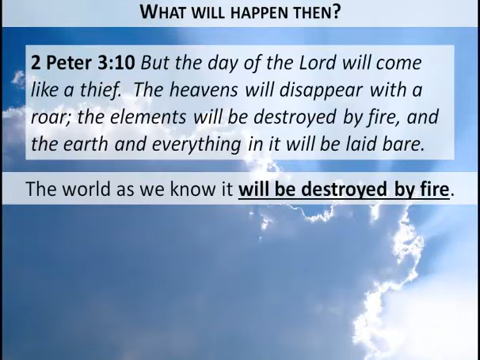 WHAT WILL HAPPEN THEN?
2 Peter 3:10 But the day of the Lord will come
like a thief. The heavens will disappear with a
roar; the elements will be destroyed by fire, and
the earth and everything in it will be laid bare.
The world as we know it will be destroyed by fire.